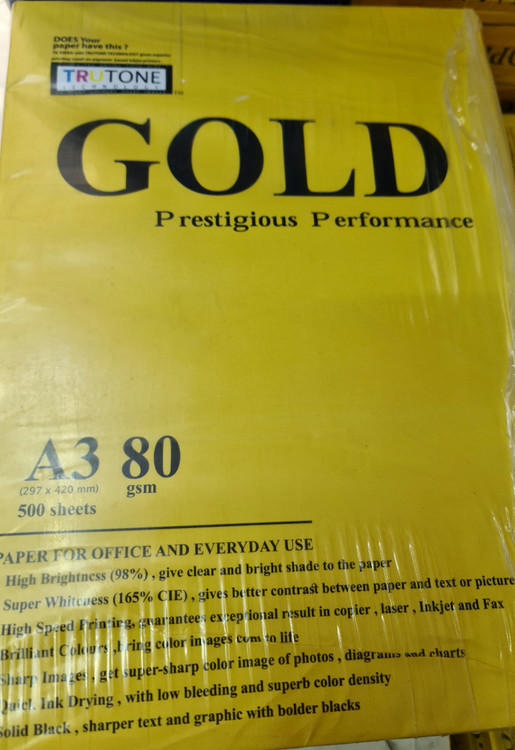 DOES Your
paper have this ?
TRUTONE
TECHNOLOGY
TM
GOLD
Prestigious Performance
A3 80
(297 x 420 mm) gsm
500 sheets
PAPER FOR OFFICE AND EVERYDAY USE
High Brightness (98%) , give clear and bright shade to the paper
Super Whiteness (165% CIE) , gives better contrast between paper and text or picture
High Speed Printing, guarantees exceptional result in copier , laser , Inkjet and Fax
Brilliant Colours ,bring color images com to life
Sharp Images , get super-sharp color image of photos , diagrams and charts
Quick Ink Drying , with low bleeding and superb color density
Solid Black , sharper text and graphic with bolder blacks